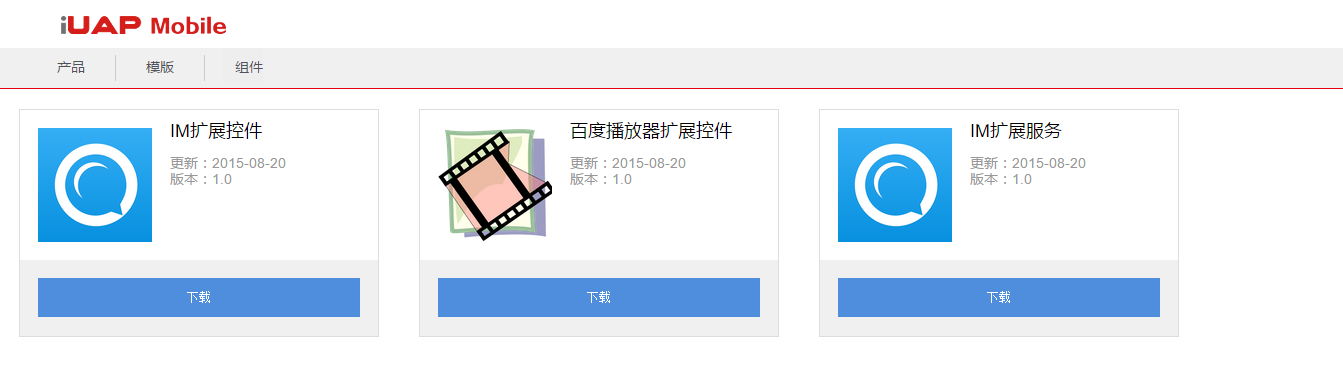 iUAP Mobile
产品 模版 组件
IM扩展控件
更新：2015-08-20
版本：1.0
下载
百度播放器扩展控件
更新：2015-08-20
版本：1.0
下载
IM扩展服务
更新：2015-08-20
版本：1.0
下载